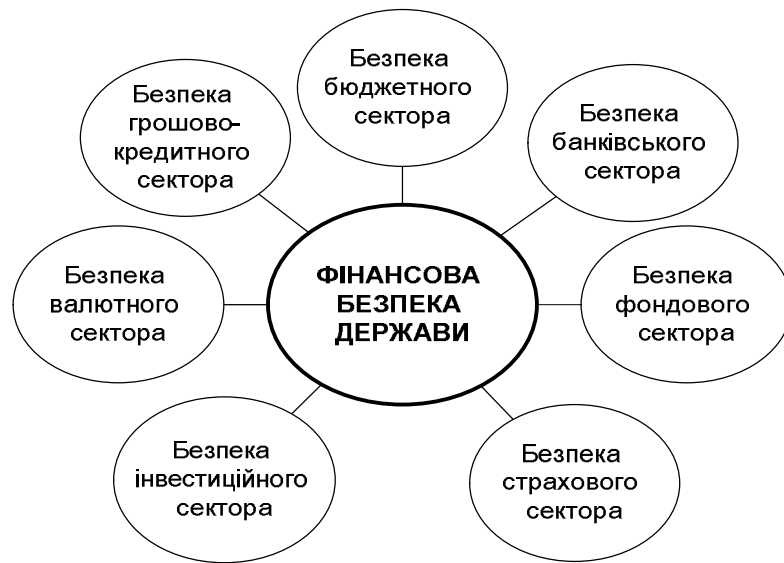 Безпека
бюджетного
сектора
Безпека
грошово-
кредитного
сектора
Безпека
банківського
сектора
ФІНАНСОВА
БЕЗПЕКА
ДЕРЖАВИ
Безпека
валютного
сектора
Безпека
фондового
сектора
Безпека
інвестиційного
сектора
Безпека
страхового
сектора